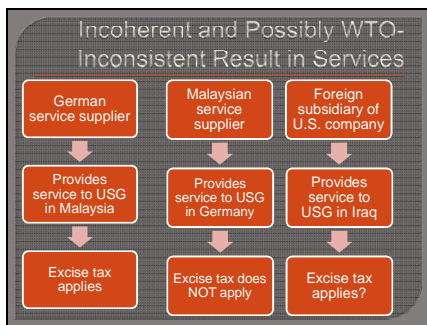 Incoherent and Possibly WTO-
Inconsistent Result in Services
German
service supplier
Provides
service to USG
in Malaysia
Excise tax
applies
Malaysian
service
supplier
Provides
service to USG
in Germany
Excise tax does
NOT apply
Foreign
subsidiary of
U.S. company
Provides
service to
USG in Iraq
Excise tax
applies?